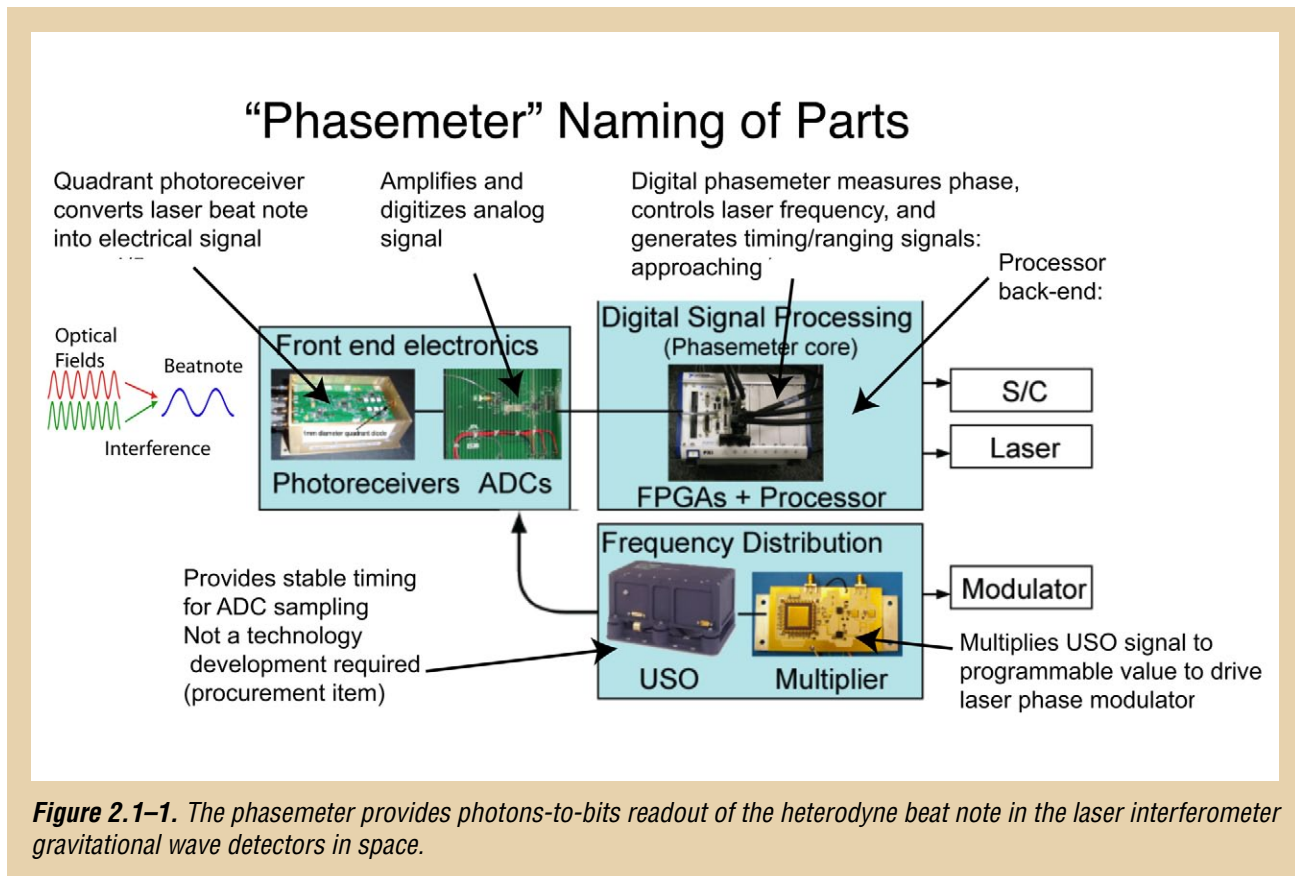 “Phasemeter” Naming of Parts
Quadrant photoreceiver
converts laser beat note
into electrical signal
Amplifies and
digitizes analog
signal
Digital phasemeter measures phase,
controls laser frequency, and
generates timing/ranging signals:
approaching
Processor
back-end:
Optical
Fields
Beatnote
Interference
Front end electronics
1mm diameter quadrant diode
Photoreceivers
ADCs
Digital Signal Processing
(Phasemeter core)
FPGAs + Processor
S/C
Laser
Frequency Distribution
USO
Multiplier
Modulator
Provides stable timing
for ADC sampling
Not a technology
development required
(procurement item)
Multiplies USO signal to
programmable value to drive
laser phase modulator
Figure 2.1–1. The phasemeter provides photons-to-bits readout of the heterodyne beat note in the laser interferometer
gravitational wave detectors in space.